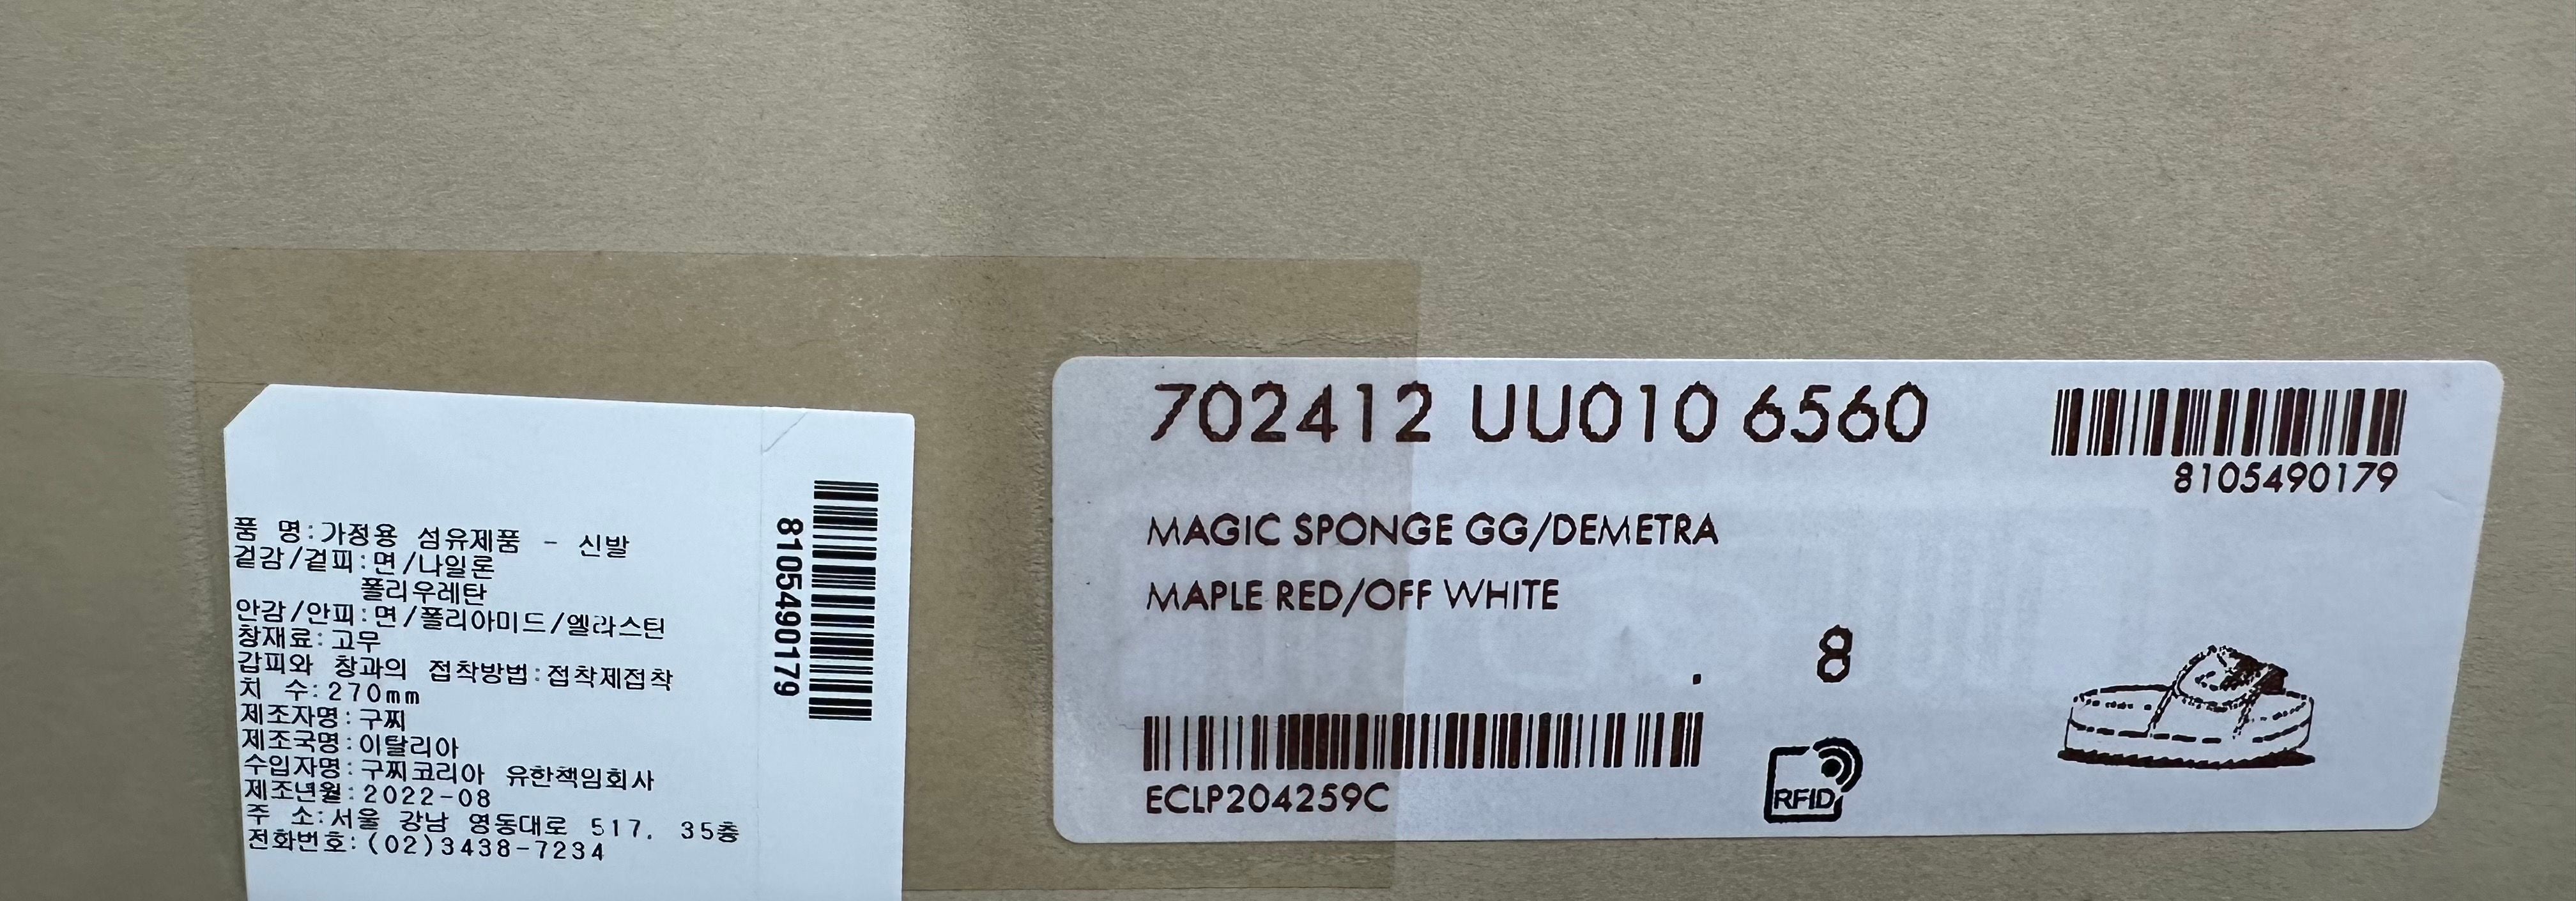 품 명:가정용 섬유제품 - 신발
겉감/겉피:면/나일론
폴리우레탄
안감/안피:면/폴리아미드/엘라스틴
창재료:고무
갑피와 창과의 접착방법:접착제접착
치 수:270mm
제조자명:구찌
제조국명:이탈리아
수입자명:구찌코리아 유한책임회사
제조년월:2022-08
주 소:서울 강남 영동대로 517, 35층
전화번호:(02)3438-7234
8105490179
702412 UU010 6560
8105490179
MAGIC SPONGE GG/DEMETRA
MAPLE RED/OFF WHITE
. 8
ECLP204259C
RFID